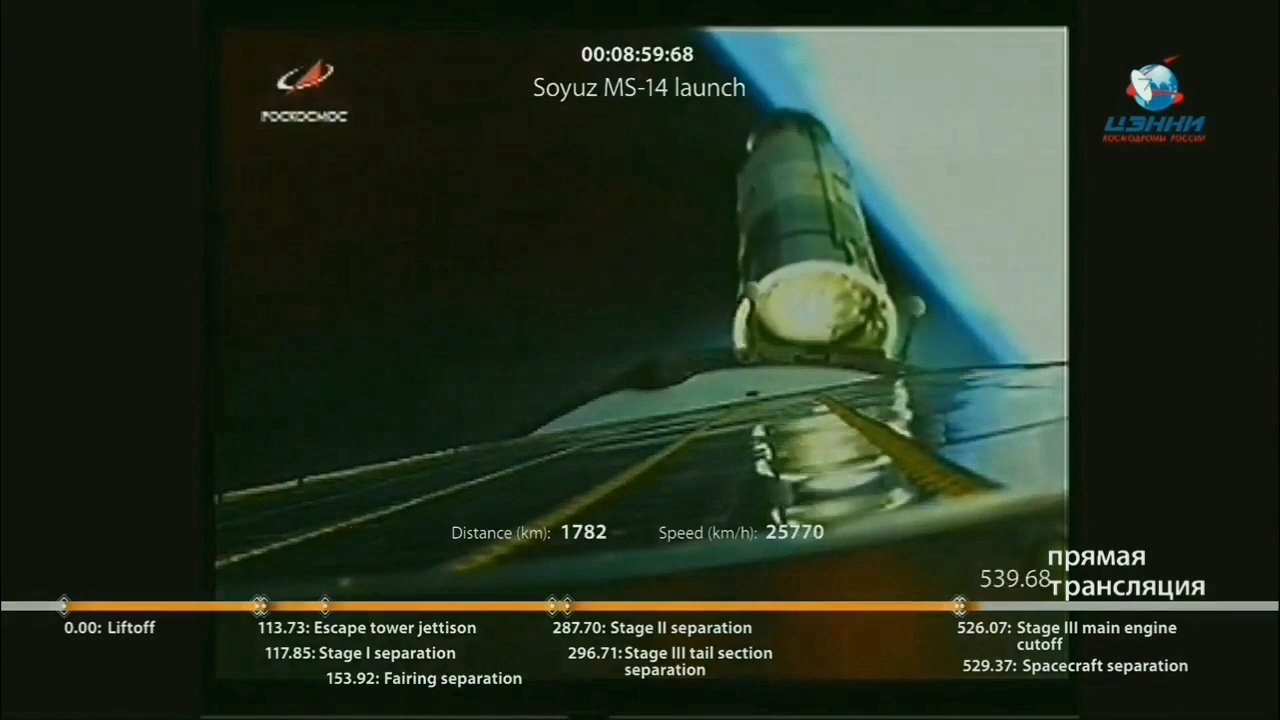 00:08:59:68
Soyuz MS-14 launch
РОСКОСМОС
ЦЭННИ
КОСМОДРОМЫ РОССИИ
Distance (km): 1782 Speed (km/h): 25770
прямая
539.68
трансляция
0.00: Liftoff
113.73: Escape tower jettison
117.85: Stage I separation
153.92: Fairing separation
287.70: Stage II separation
296.71: Stage III tail section
separation
526.07: Stage III main engine
cutoff
529.37: Spacecraft separation